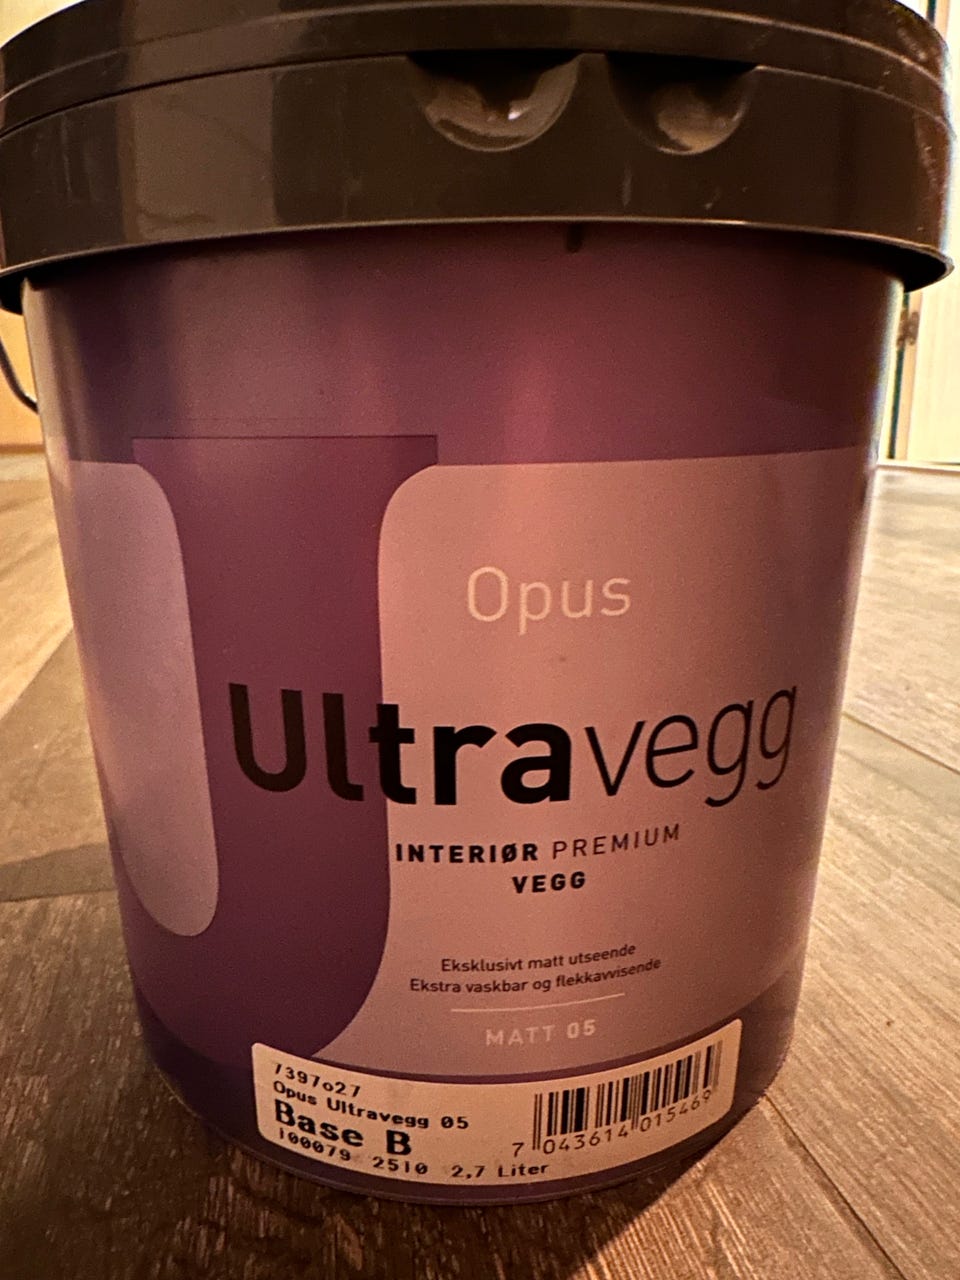 Opus
Ultravegg
INTERIØR PREMIUM
VEGG
Eksklusivt matt utseende
Ekstra vaskbar og flekkavvisende
MATT 05
7397o27
Opus Ultravegg 05
Base B
100079 2510 2,7 Liter
7 043614 015469